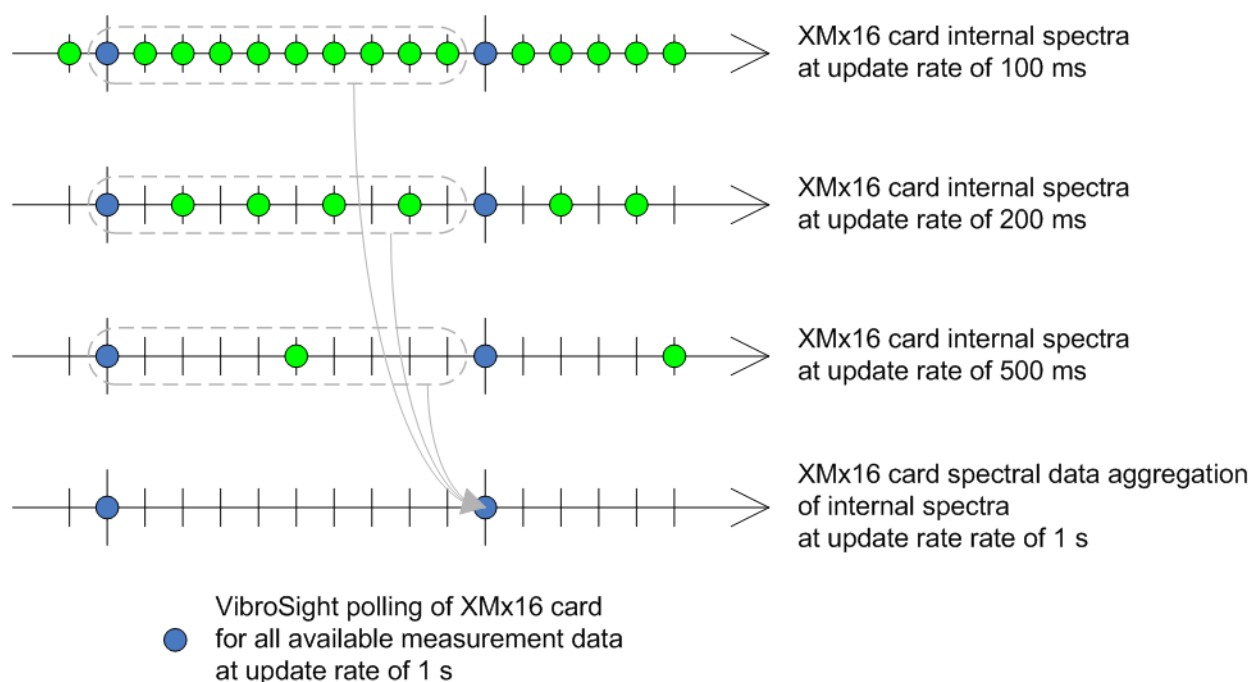 XMx16 card internal spectra
at update rate of 100 ms
XMx16 card internal spectra
at update rate of 200 ms
XMx16 card internal spectra
at update rate of 500 ms
XMx16 card spectral data aggregation
of internal spectra
at update rate rate of 1 s
VibroSight polling of XMx16 card
for all available measurement data
at update rate of 1 s